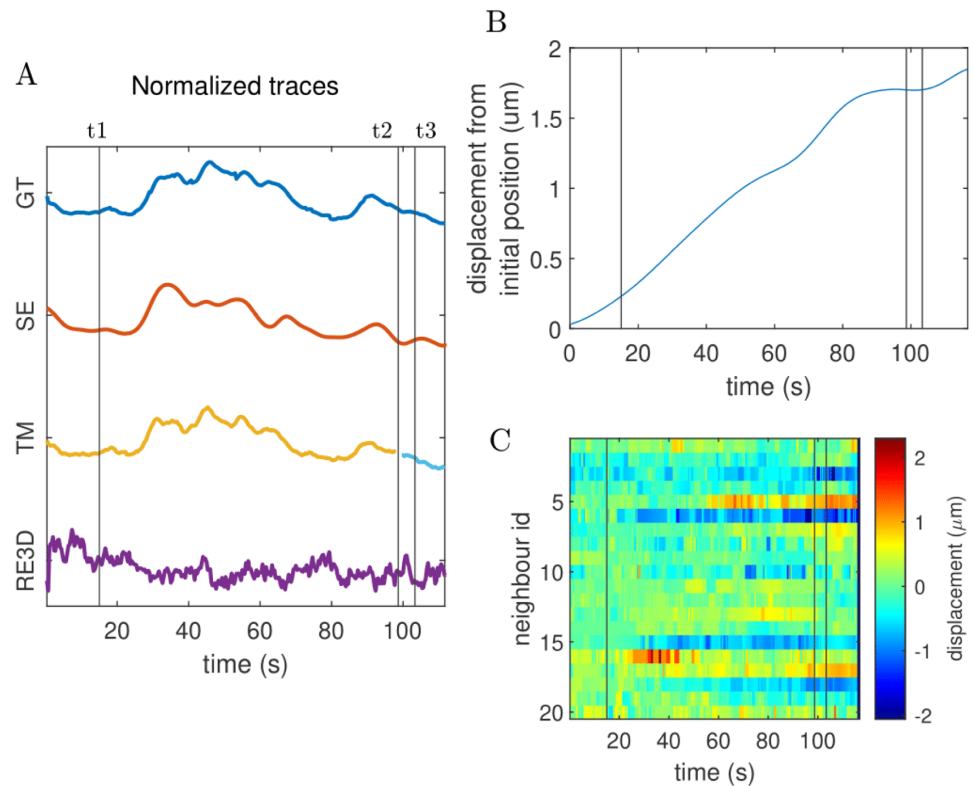 A
Normalized traces
t1 t2 t3
GT
SE
TM
RE3D
20 40 60 80 100
time (s)
B
displacement from
initial position (um)
2
1.5
1
0.5
0
0 20 40 60 80 100
time (s)
C
neighbour id
5
10
15
20
20 40 60 80 100
time (s)
2
1
0
-1
-2
displacement (μm)